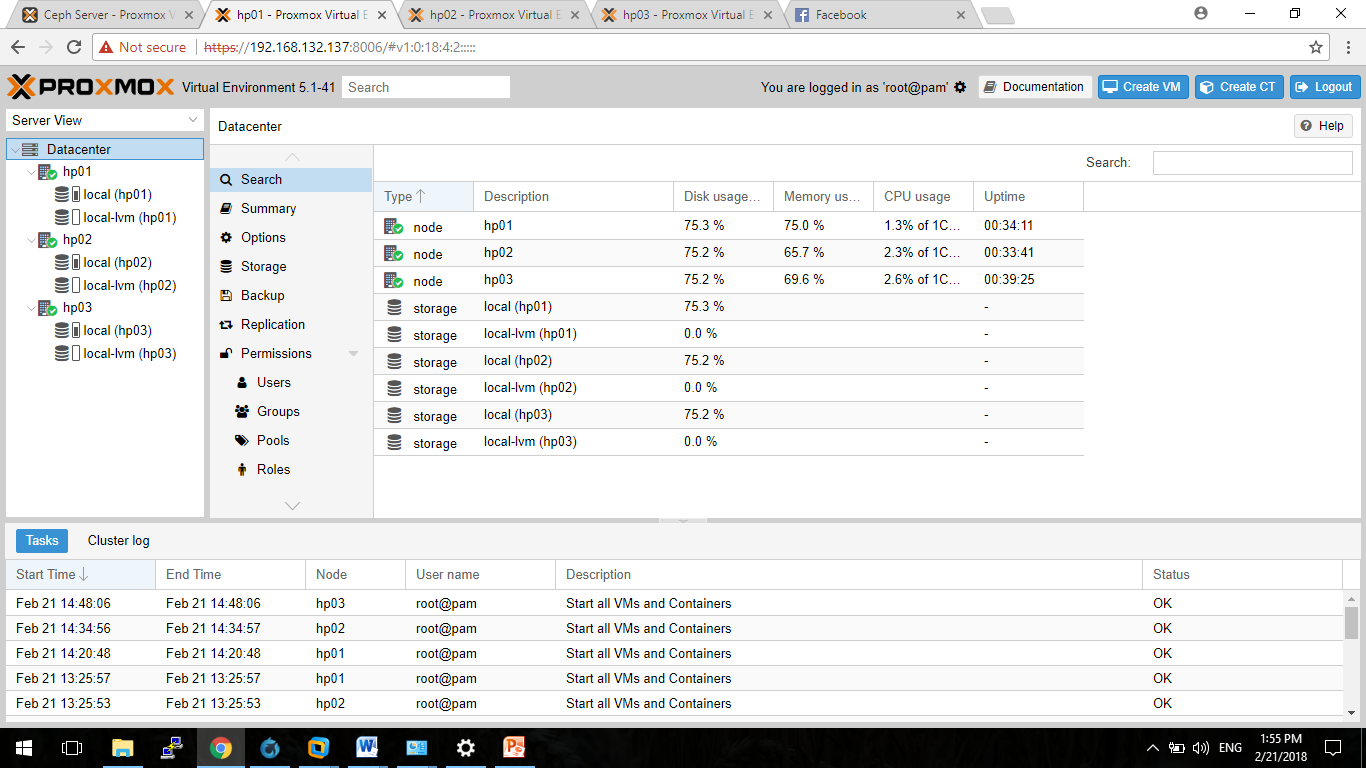 Ceph Server - Proxmox V
hp01 - Proxmox Virtual E
hp02 - Proxmox Virtual E
hp03 - Proxmox Virtual E
Facebook
Not secure https://192.168.132.137:8006/#v1:0:18:4:2:::::
PROXMOX Virtual Environment 5.1-41 Search You are logged in as 'root@pam' Documentation Create VM Create CT Logout
Server View
Datacenter
hp01
local (hp01)
local-lvm (hp01)
hp02
local (hp02)
local-lvm (hp02)
hp03
local (hp03)
local-lvm (hp03)
Datacenter Help
Search
Summary
Options
Storage
Backup
Replication
Permissions
Users
Groups
Pools
Roles
Search:
Type Description Disk usage... Memory us... CPU usage Uptime
node hp01 75.3 % 75.0 % 1.3% of 1C... 00:34:11
node hp02 75.2 % 65.7 % 2.3% of 1C... 00:33:41
node hp03 75.2 % 69.6 % 2.6% of 1C... 00:39:25
storage local (hp01) 75.3 % -
storage local-lvm (hp01) 0.0 % -
storage local (hp02) 75.2 % -
storage local-lvm (hp02) 0.0 % -
storage local (hp03) 75.2 % -
storage local-lvm (hp03) 0.0 % -
Tasks Cluster log
Start Time End Time Node User name Description Status
Feb 21 14:48:06 Feb 21 14:48:06 hp03 root@pam Start all VMs and Containers OK
Feb 21 14:34:56 Feb 21 14:34:57 hp02 root@pam Start all VMs and Containers OK
Feb 21 14:20:48 Feb 21 14:20:48 hp01 root@pam Start all VMs and Containers OK
Feb 21 13:25:57 Feb 21 13:25:57 hp01 root@pam Start all VMs and Containers OK
Feb 21 13:25:53 Feb 21 13:25:53 hp02 root@pam Start all VMs and Containers OK
ENG 1:55 PM
2/21/2018